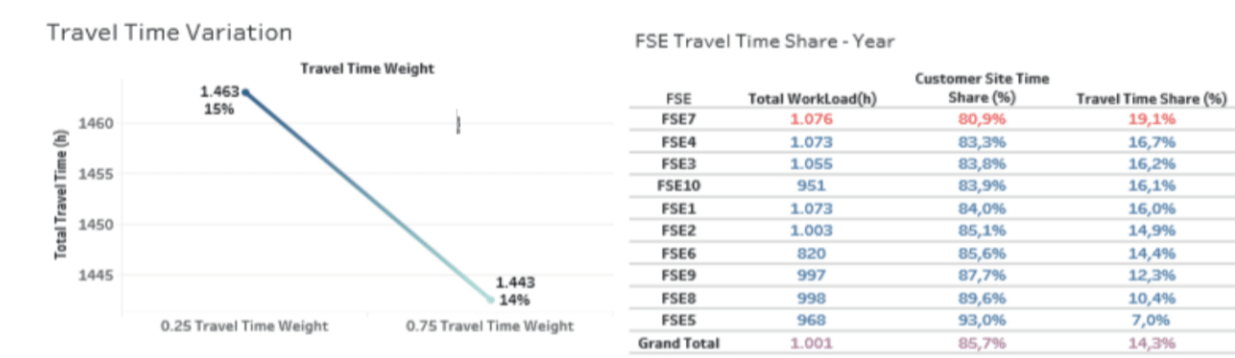 Travel Time Variation
Travel Time Weight
1.463
15%
1460
1455
1450
1445
Total Travel Time (h)
1.443
14%
0.25 Travel Time Weight 0.75 Travel Time Weight
FSE Travel Time Share - Year
Customer Site Time
FSE Total WorkLoad(h) Share (%) Travel Time Share (%)
FSE7 1.076 80,9% 19,1%
FSE4 1.073 83,3% 16,7%
FSE3 1.055 83,8% 16,2%
FSE10 951 83,9% 16,1%
FSE1 1.073 84,0% 16,0%
FSE2 1.003 85,1% 14,9%
FSE6 820 85,6% 14,4%
FSE9 997 87,7% 12,3%
FSE8 998 89,6% 10,4%
FSE5 968 93,0% 7,0%
Grand Total 1.001 85,7% 14,3%